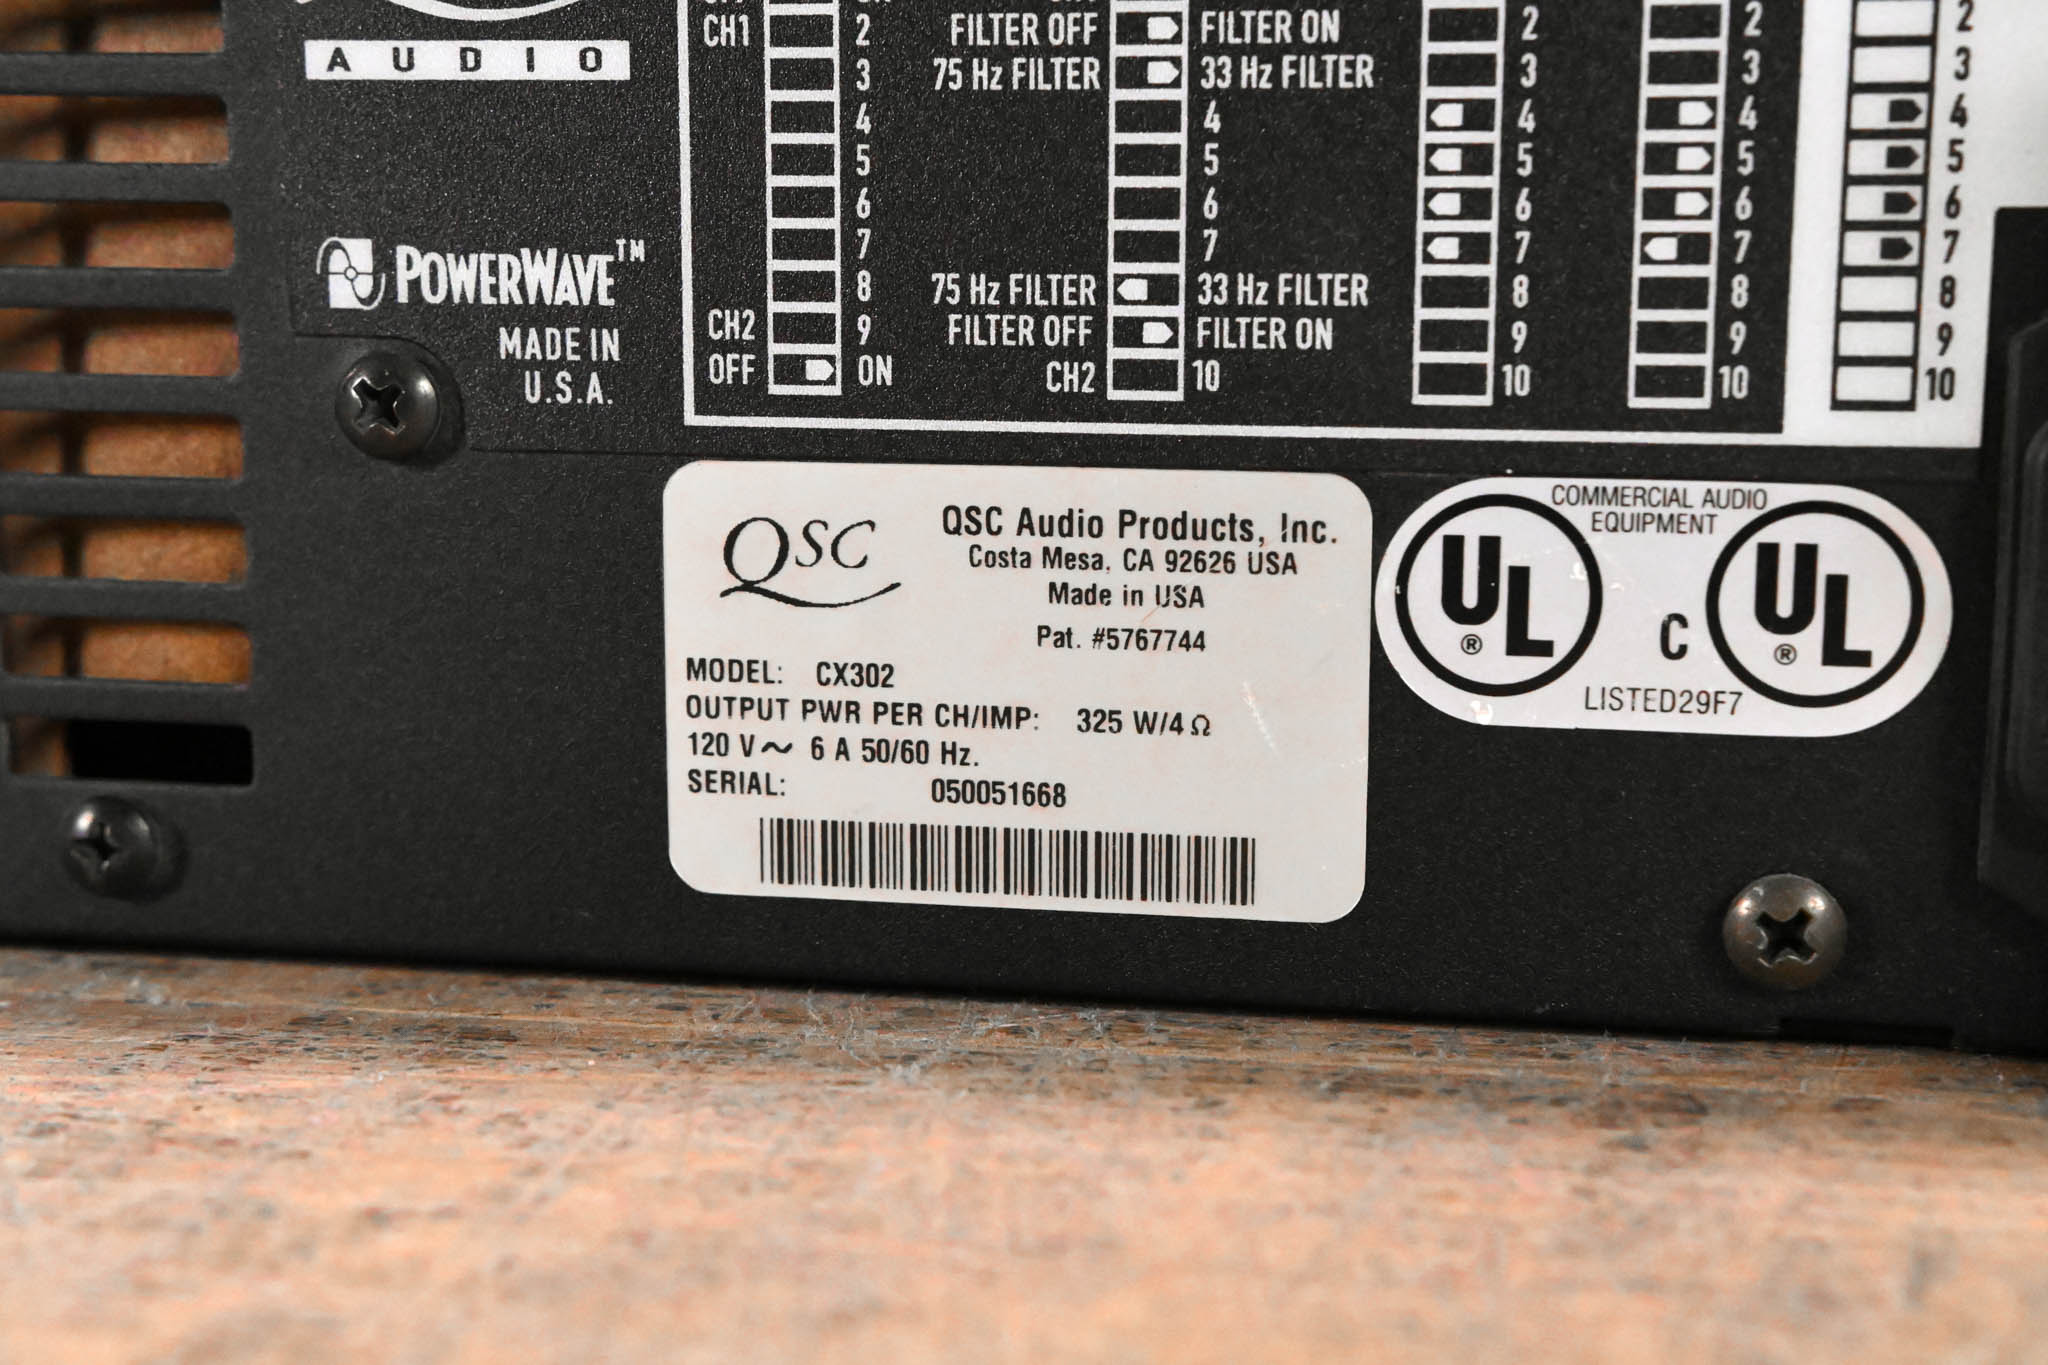 AUDIO
POWERWAVE™
MADE IN
U.S.A.
CH1 2
3
4
5
6
7
8
CH2 9
OFF ON
FILTER OFF FILTER ON
75 Hz FILTER 33 Hz FILTER
4
5
6
7
75 Hz FILTER 33 Hz FILTER
FILTER OFF FILTER ON
CH2 10
2
3
4
5
6
7
8
9
10
2
3
4
5
6
7
8
9
10
2
3
4
5
6
7
8
9
10
QSC
QSC Audio Products, Inc.
Costa Mesa, CA 92626 USA
Made in USA
Pat. #5767744
MODEL: CX302
OUTPUT PWR PER CH/IMP: 325 W/4 Ω
120 V~ 6 A 50/60 Hz.
SERIAL: 050051668
COMMERCIAL AUDIO
EQUIPMENT
UL® C UL®
LISTED29F7